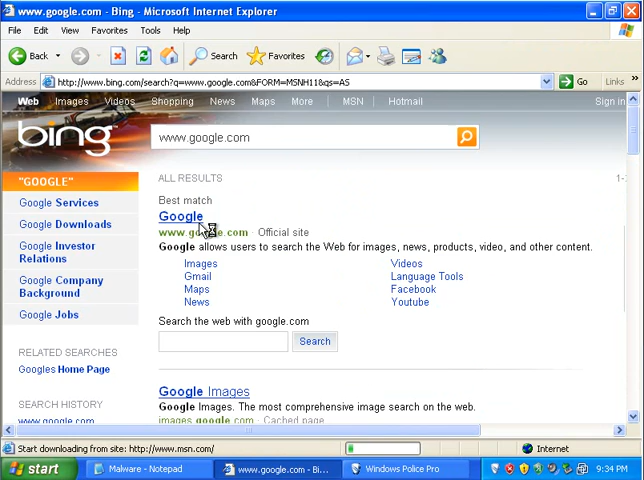 www.google.com - Bing - Microsoft Internet Explorer
File Edit View Favorites Tools Help
Back Search Favorites
Address http://www.bing.com/search?q=www.google.com&FORM=MSNH11&qs=AS Go Links »
Web Images Videos Shopping News Maps More MSN Hotmail Sign in
bing www.google.com
"GOOGLE"
Google Services
Google Downloads
Google Investor
Relations
Google Company
Background
Google Jobs
RELATED SEARCHES
Googles Home Page
SEARCH HISTORY
www.google.com
ALL RESULTS 1-
Best match
Google
www.google.com · Official site
Google allows users to search the Web for images, news, products, video, and other content.
Images Videos
Gmail Language Tools
Maps Facebook
News Youtube
Search the web with google.com
Search
Google Images
Google Images. The most comprehensive image search on the web.
images.google.com · Cached page
Start downloading from site: http://www.msn.com/ Internet
start Malware - Notepad www.google.com - Bi... Windows Police Pro 9:34 PM